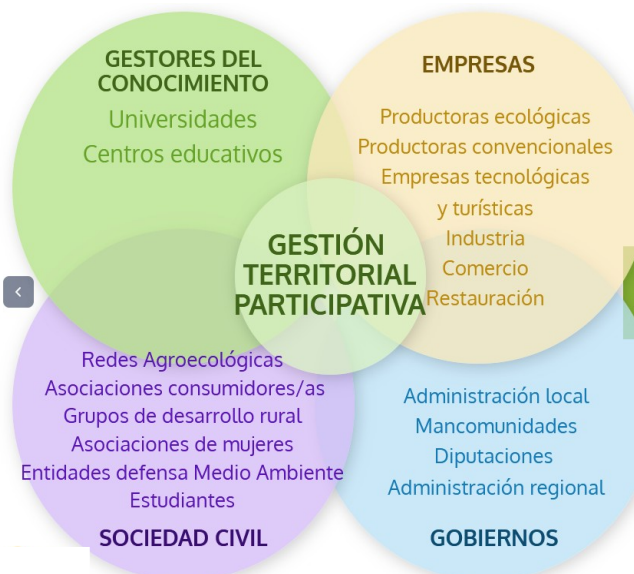 GESTORES DEL
CONOCIMIENTO
Universidades
Centros educativos
EMPRESAS
Productoras ecológicas
Productoras convencionales
Empresas tecnológicas
y turísticas
Industria
Comercio
Restauración
GESTIÓN
TERRITORIAL
PARTICIPATIVA
Redes Agroecológicas
Asociaciones consumidores/as
Grupos de desarrollo rural
Asociaciones de mujeres
Entidades defensa Medio Ambiente
Estudiantes
SOCIEDAD CIVIL
Administración local
Mancomunidades
Diputaciones
Administración regional
GOBIERNOS